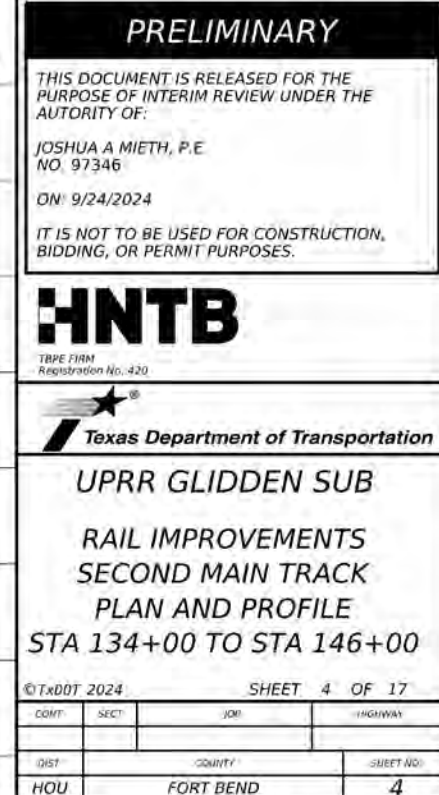 PRELIMINARY
THIS DOCUMENT IS RELEASED FOR THE
PURPOSE OF INTERIM REVIEW UNDER THE
AUTORITY OF:
JOSHUA A MIETH, P.E
NO. 97346
ON: 9/24/2024
IT IS NOT TO BE USED FOR CONSTRUCTION,
BIDDING, OR PERMIT PURPOSES.
HNTB
TBPE FIRM
Registration No. 420
®
Texas Department of Transportation
UPRR GLIDDEN SUB
RAIL IMPROVEMENTS
SECOND MAIN TRACK
PLAN AND PROFILE
STA 134+00 TO STA 146+00
©TxDOT 2024 SHEET 4 OF 17
CONT SECT JOB HIGHWAY
DIST COUNTY SHEET NO.
HOU FORT BEND 4